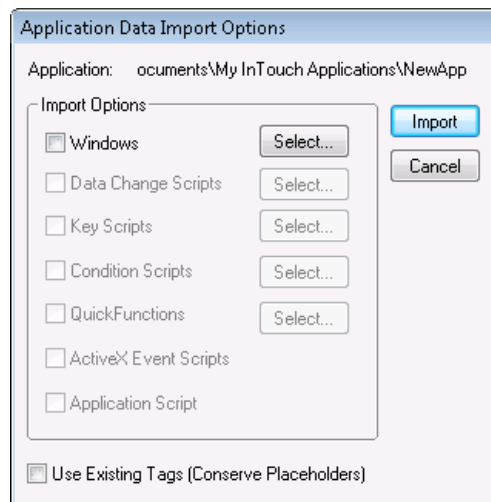 Application Data Import Options
Application: ocuments\My InTouch Applications\NewApp
Import Options
Import
Windows Select...
Cancel
Data Change Scripts Select...
Key Scripts Select...
Condition Scripts Select...
QuickFunctions Select...
ActiveX Event Scripts
Application Script
Use Existing Tags (Conserve Placeholders)